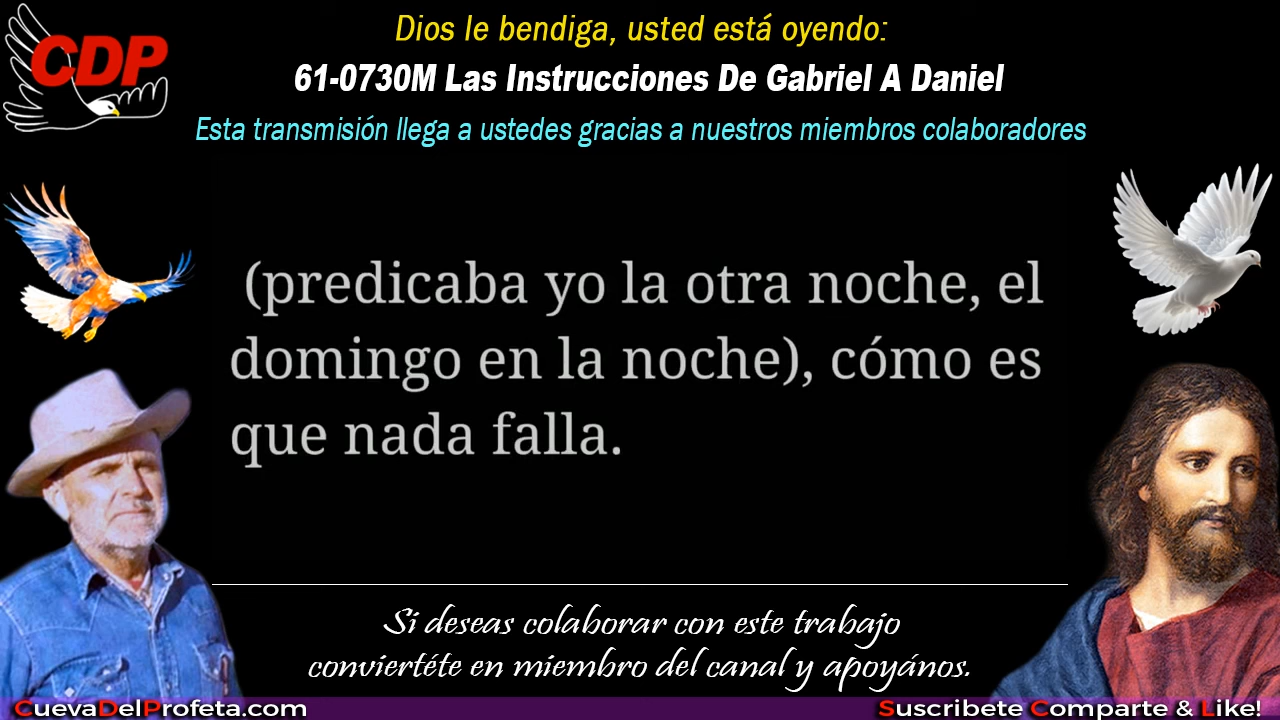 CDP
Dios le bendiga, usted está oyendo:
61-0730M Las Instrucciones De Gabriel A Daniel
Esta transmisión llega a ustedes gracias a nuestros miembros colaboradores
(predicaba yo la otra noche, el
domingo en la noche), cómo es
que nada falla.
Si deseas colaborar con este trabajo
conviertéte en miembro del canal y apoyános.
CuevaDelProfeta.com
Suscribete Comparte & Like!